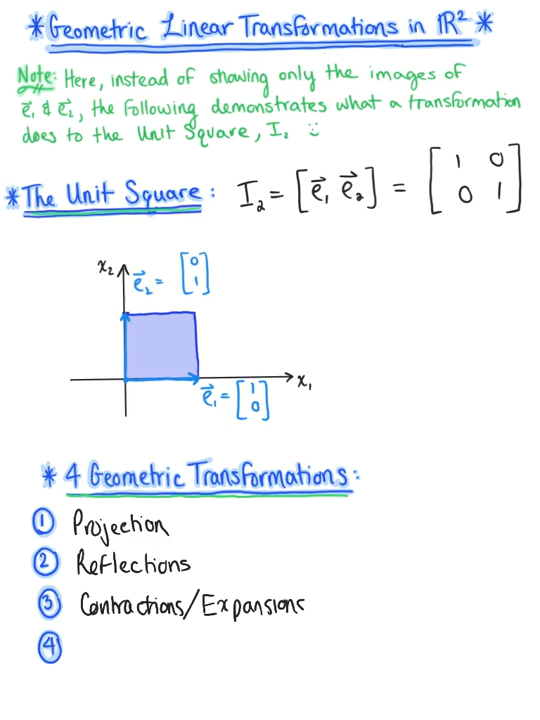 *Geometric Linear Transformations in ℝ² *
Note: Here, instead of showing only the images of
e⃗₁ & e⃗₂, the following demonstrates what a transformation
does to the Unit Square, I₂ :)
*The Unit Square: I₂ = [e⃗₁ e⃗₂] = [1 0; 0 1]
x₂ e⃗₂ = [0; 1]
x₁
e⃗₁ = [1; 0]
* 4 Geometric Transformations:
① Projection
② Reflections
③ Contractions/Expansions
④